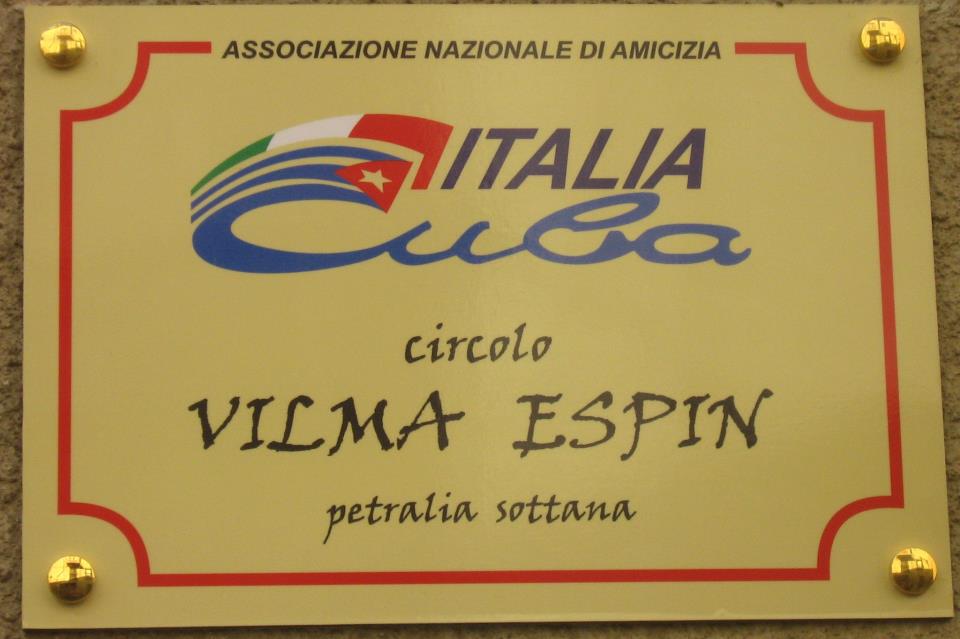 ASSOCIAZIONE NAZIONALE DI AMICIZIA
ITALIA
Cuba
circolo
VILMA ESPIN
petralia sottana